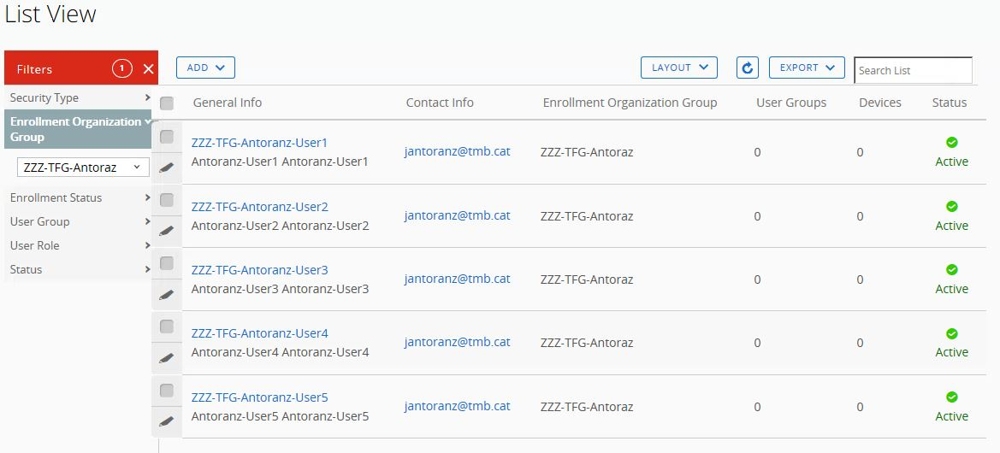 List View
Filters 1 ADD LAYOUT EXPORT Search List
Security Type
Enrollment Organization Group
ZZZ-TFG-Antoraz
Enrollment Status
User Group
User Role
Status
General Info Contact Info Enrollment Organization Group User Groups Devices Status
ZZZ-TFG-Antoranz-User1
Antoranz-User1 Antoranz-User1 jantoranz@tmb.cat ZZZ-TFG-Antoraz 0 0 Active
ZZZ-TFG-Antoranz-User2
Antoranz-User2 Antoranz-User2 jantoranz@tmb.cat ZZZ-TFG-Antoraz 0 0 Active
ZZZ-TFG-Antoranz-User3
Antoranz-User3 Antoranz-User3 jantoranz@tmb.cat ZZZ-TFG-Antoraz 0 0 Active
ZZZ-TFG-Antoranz-User4
Antoranz-User4 Antoranz-User4 jantoranz@tmb.cat ZZZ-TFG-Antoraz 0 0 Active
ZZZ-TFG-Antoranz-User5
Antoranz-User5 Antoranz-User5 jantoranz@tmb.cat ZZZ-TFG-Antoraz 0 0 Active